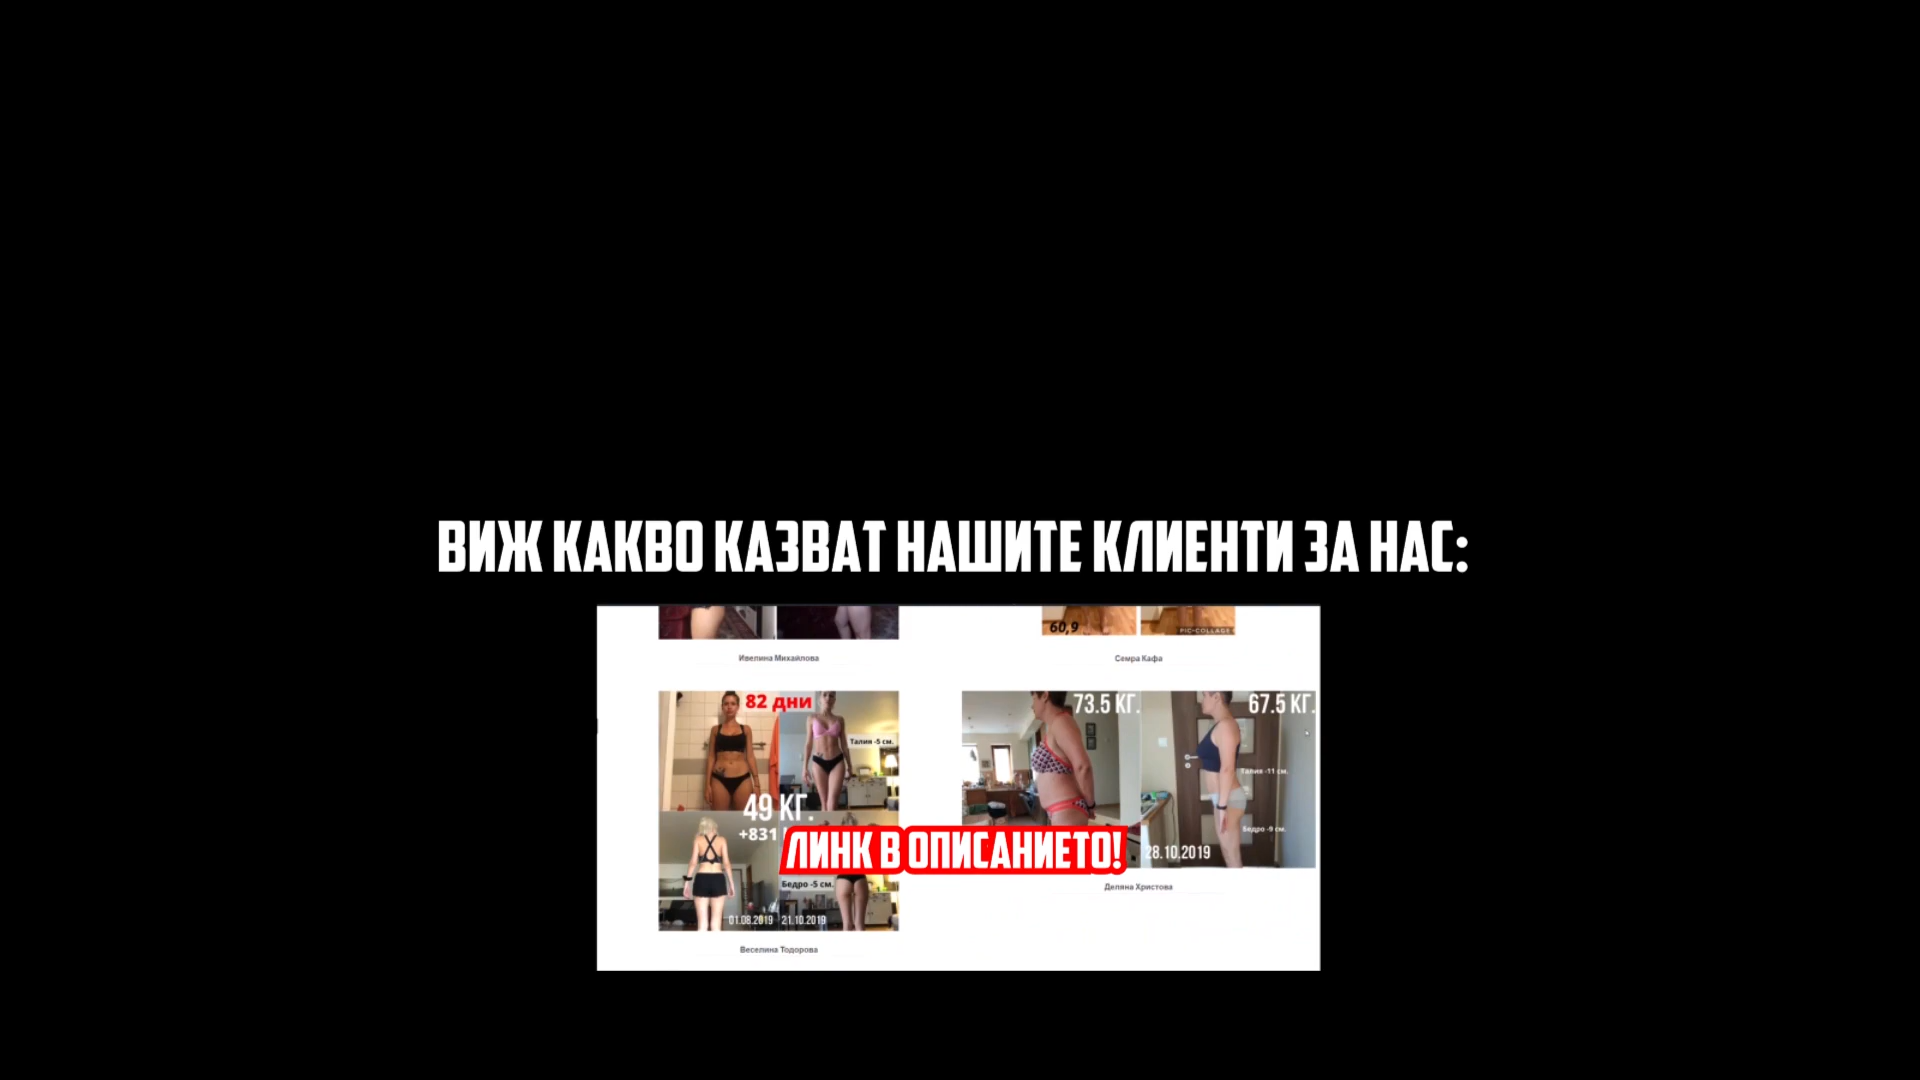 ВИЖ КАКВО КАЗВАТ НАШИТЕ КЛИЕНТИ ЗА НАС:
60,9
PIC-COLLAGE
Ивелина Михайлова
Семра Кафа
82 дни
Талия -5 см.
49 КГ.
+831
Бедро -5 см.
01.08.2019
21.10.2019
Веселина Тодорова
73.5 КГ.
67.5 КГ.
Талия -11 см.
Бедро -9 см.
28.10.2019
Деляна Христова
ЛИНК В ОПИСАНИЕТО!